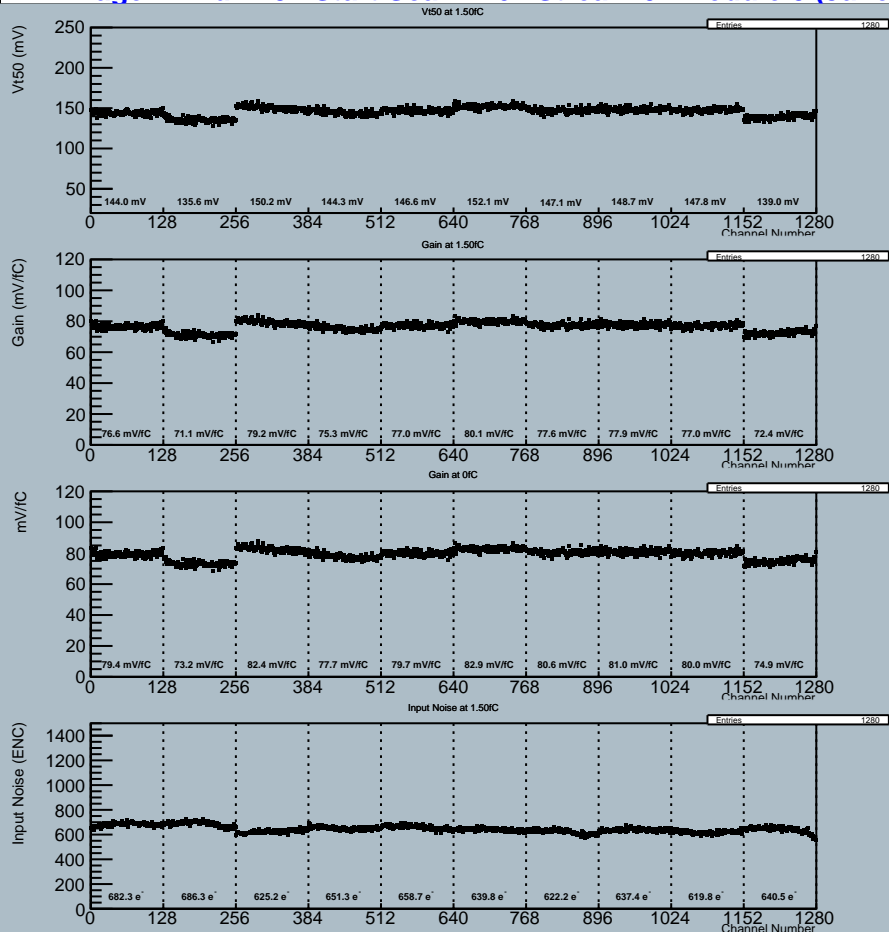 Vt50 at 1.50fC
Entries 1280
Vt50 (mV)
250
200
150
100
50
144.0 mV 135.6 mV 150.2 mV 144.3 mV 146.6 mV 152.1 mV 147.1 mV 148.7 mV 147.8 mV 139.0 mV
0 128 256 384 512 640 768 896 1024 1152 1280
Channel Number
Gain at 1.50fC
Entries 1280
Gain (mV/fC)
120
100
80
60
40
20
0
76.6 mV/fC 71.1 mV/fC 79.2 mV/fC 75.3 mV/fC 77.0 mV/fC 80.1 mV/fC 77.6 mV/fC 77.9 mV/fC 77.0 mV/fC 72.4 mV/fC
0 128 256 384 512 640 768 896 1024 1152 1280
Channel Number
Gain at 0fC
Entries 1280
mV/fC
120
100
80
60
40
20
0
79.4 mV/fC 73.2 mV/fC 82.4 mV/fC 77.7 mV/fC 79.7 mV/fC 82.9 mV/fC 80.6 mV/fC 81.0 mV/fC 80.0 mV/fC 74.9 mV/fC
0 128 256 384 512 640 768 896 1024 1152 1280
Channel Number
Input Noise at 1.50fC
Entries 1280
Input Noise (ENC)
1400
1200
1000
800
600
400
200
0
682.3 e⁻ 686.3 e⁻ 625.2 e⁻ 651.3 e⁻ 658.7 e⁻ 639.8 e⁻ 622.2 e⁻ 637.4 e⁻ 619.8 e⁻ 640.5 e⁻
0 128 256 384 512 640 768 896 1024 1152 1280
Channel Number